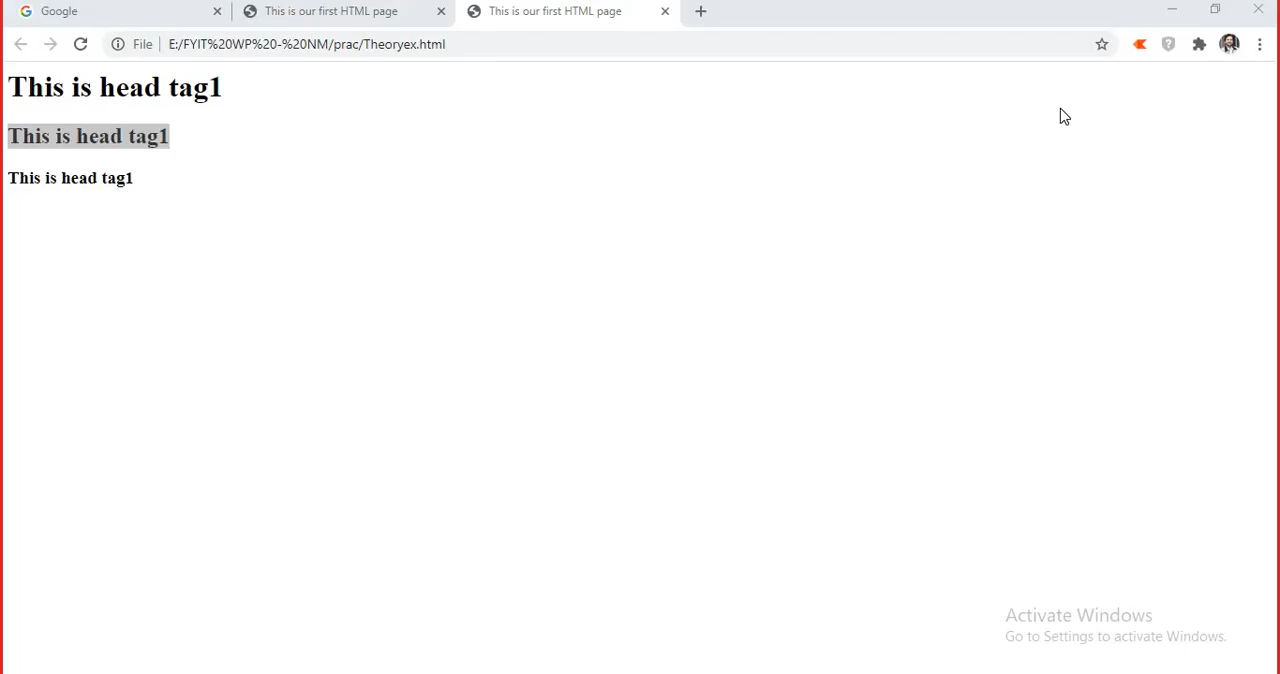 Google
This is our first HTML page
This is our first HTML page
File
E:/FYIT%20WP%20-%20NM/prac/Theoryex.html
This is head tag1
This is head tag1
This is head tag1
Activate Windows
Go to Settings to activate Windows.